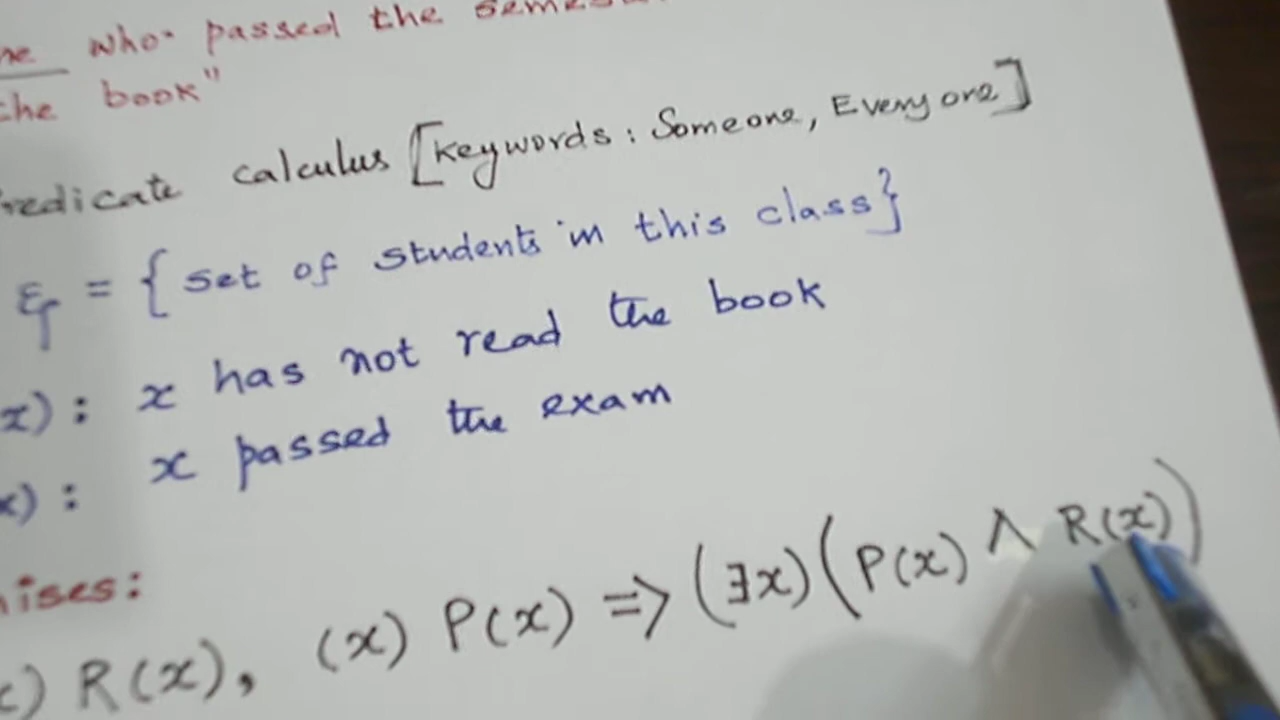 who passed the
the book"
calculus [Keywords: Someone, Everyone]
= {set of students in this class}
x): x has not read the book
x): x passed the exam
R(x), (x) P(x) => (∃x)(P(x) ∧ R(x))